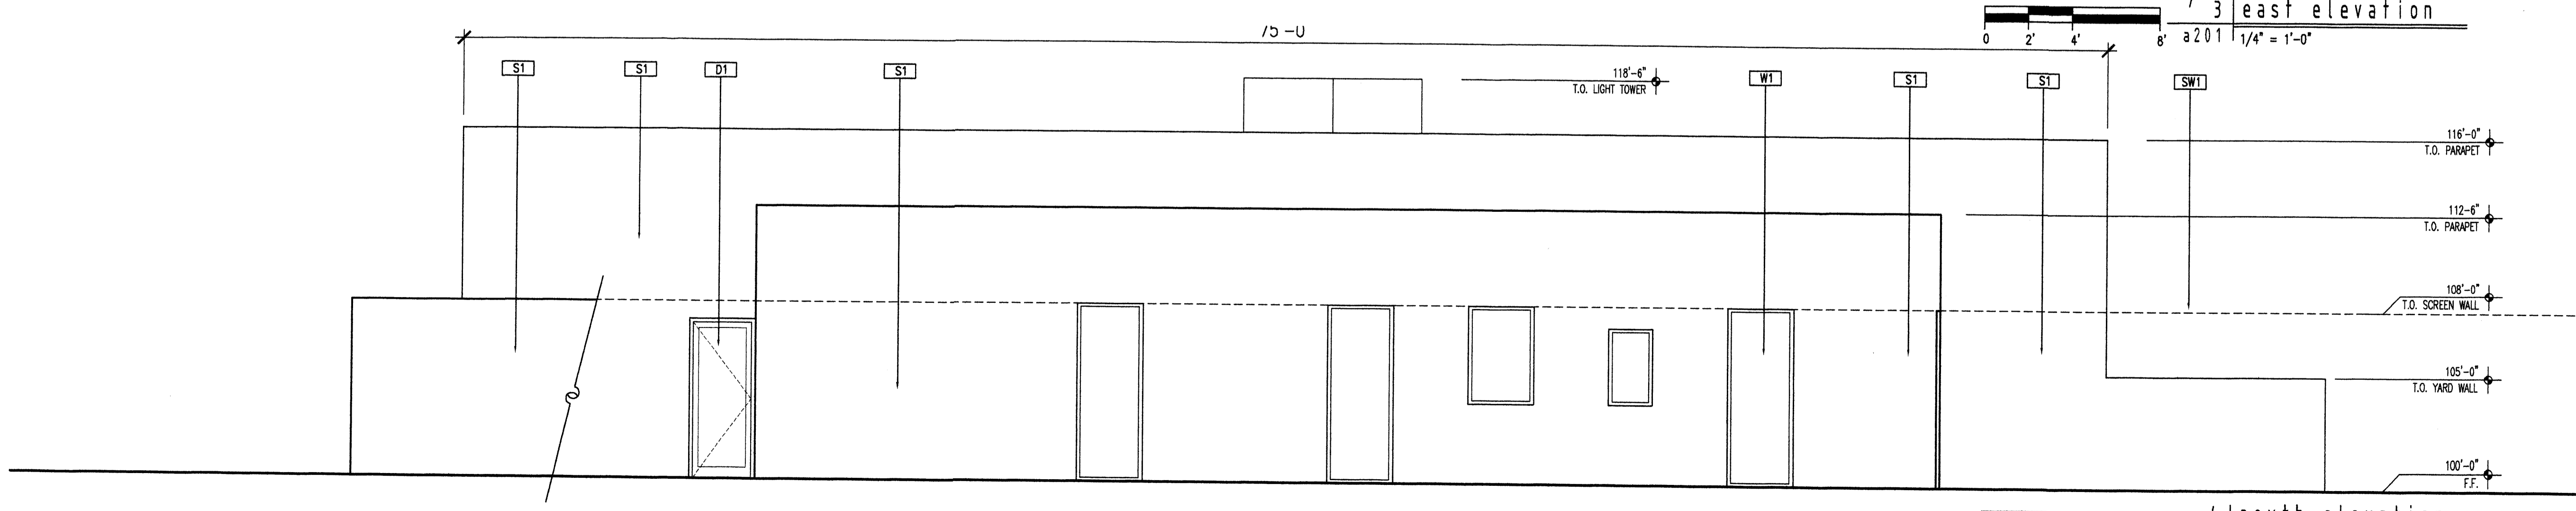 3 east elevation
a201 1/4" = 1'-0"
0 2' 4' 8'
75'-0
S1 S1 D1 S1 W1 S1 S1 SW1
118'-6"
T.O. LIGHT TOWER
116'-0"
T.O. PARAPET
112-6"
T.O. PARAPET
108'-0"
T.O. SCREEN WALL
105'-0"
T.O. YARD WALL
100'-0"
F.F.